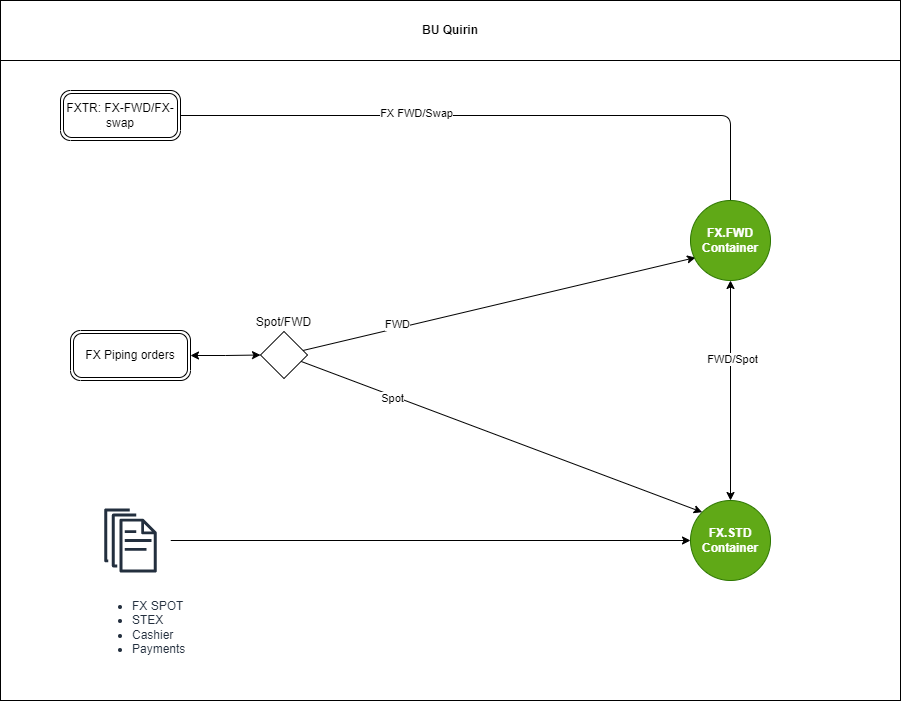 BU Quirin
FXTR: FX-FWD/FX-
swap
FX FWD/Swap
FX.FWD
Container
Spot/FWD
FWD
FX Piping orders
FWD/Spot
Spot
FX.STD
Container
FX SPOT
STEX
Cashier
Payments